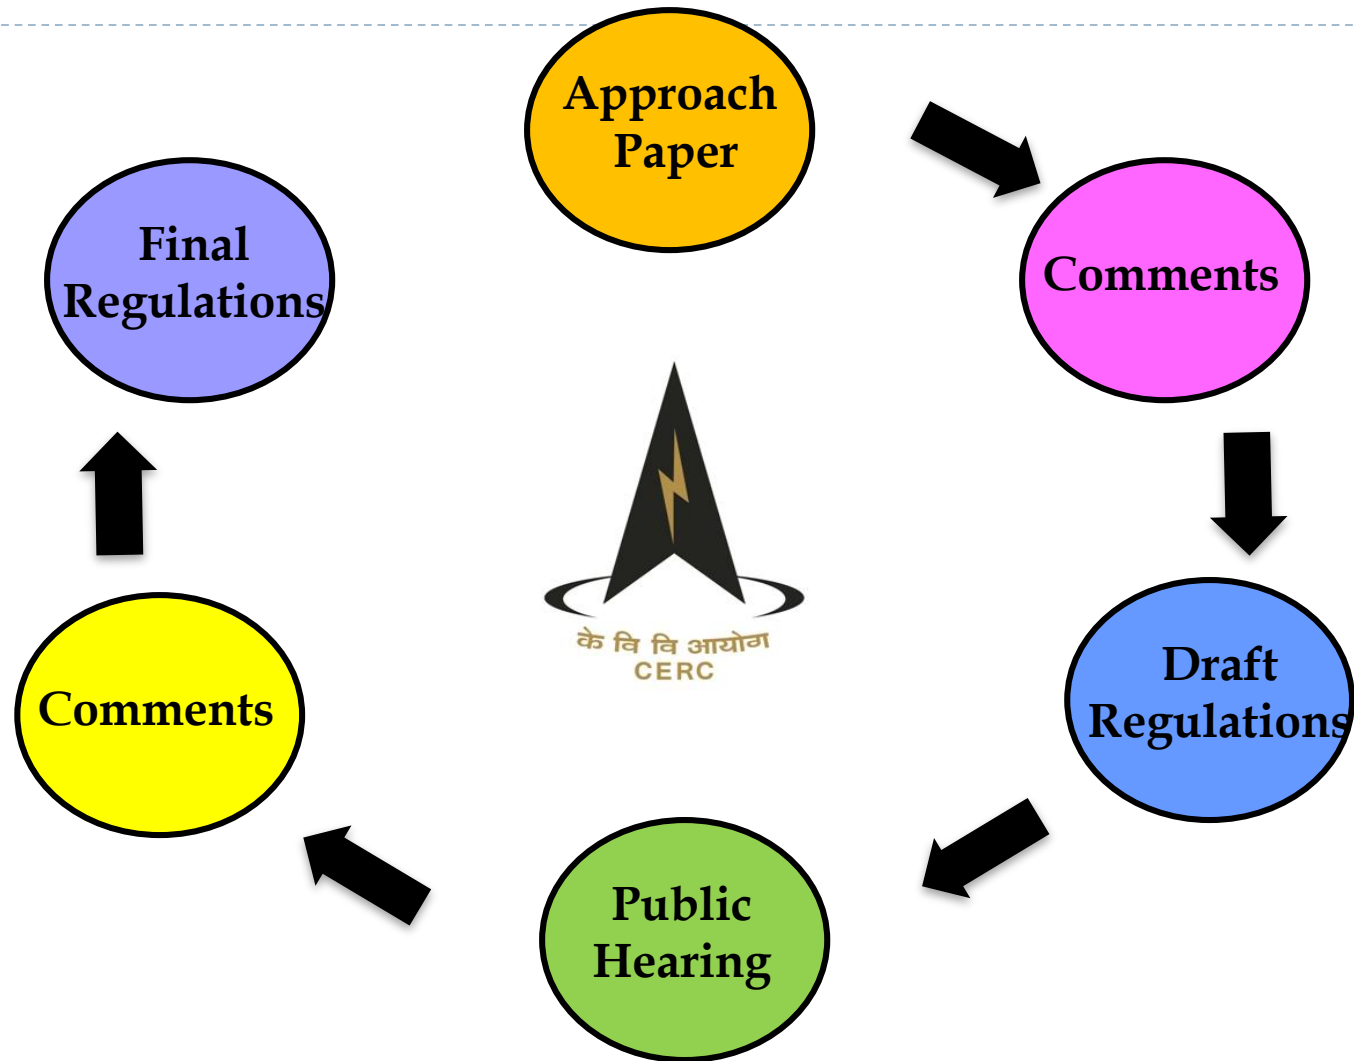 Approach
Paper
Comments
Draft
Regulations
Public
Hearing
Comments
Final
Regulations
के वि वि आयोग
CERC